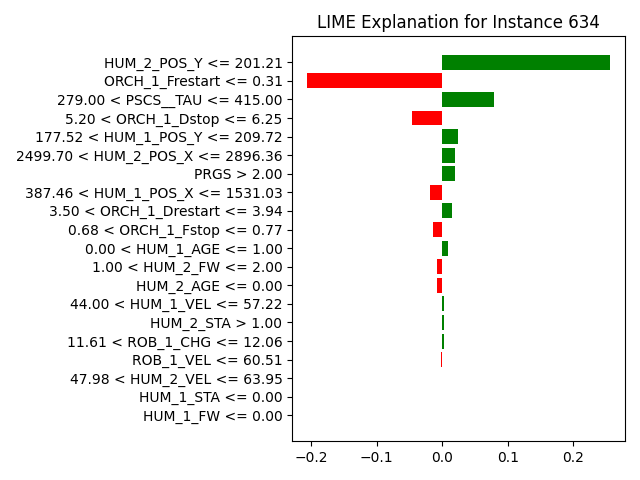 LIME Explanation for Instance 634
HUM_2_POS_Y <= 201.21
ORCH_1_Frestart <= 0.31
279.00 < PSCS__TAU <= 415.00
5.20 < ORCH_1_Dstop <= 6.25
177.52 < HUM_1_POS_Y <= 209.72
2499.70 < HUM_2_POS_X <= 2896.36
PRGS > 2.00
387.46 < HUM_1_POS_X <= 1531.03
3.50 < ORCH_1_Drestart <= 3.94
0.68 < ORCH_1_Fstop <= 0.77
0.00 < HUM_1_AGE <= 1.00
1.00 < HUM_2_FW <= 2.00
HUM_2_AGE <= 0.00
44.00 < HUM_1_VEL <= 57.22
HUM_2_STA > 1.00
11.61 < ROB_1_CHG <= 12.06
ROB_1_VEL <= 60.51
47.98 < HUM_2_VEL <= 63.95
HUM_1_STA <= 0.00
HUM_1_FW <= 0.00
−0.2 −0.1 0.0 0.1 0.2